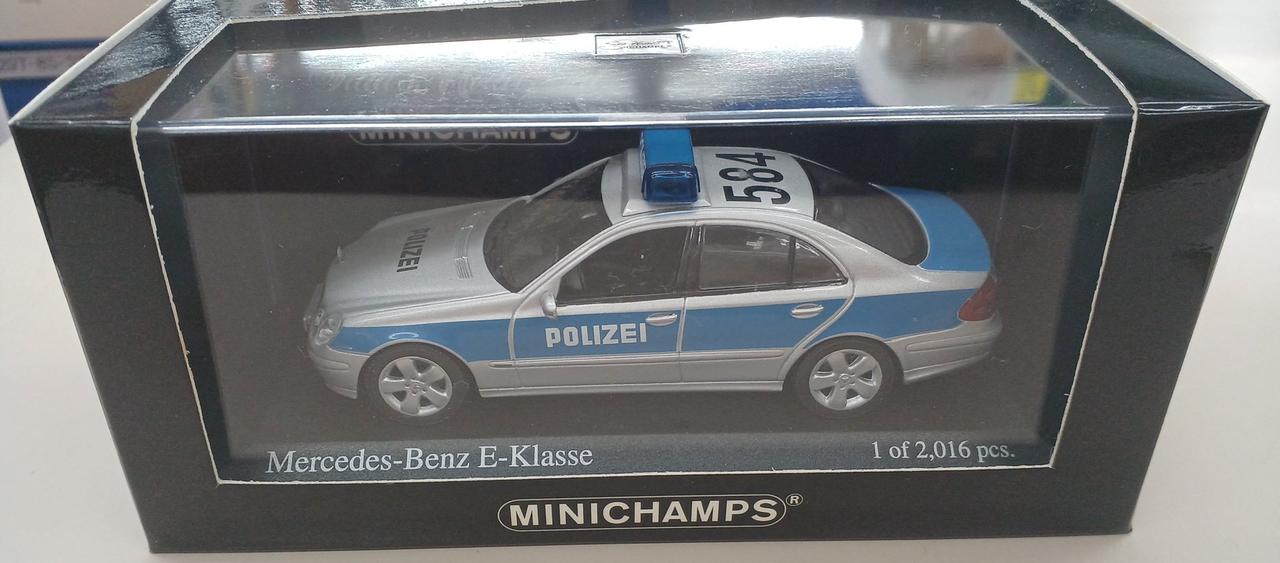 MINICHAMPS
584
POLIZEI
POLIZEI
Mercedes-Benz E-Klasse
1 of 2,016 pcs.
MINICHAMPS®